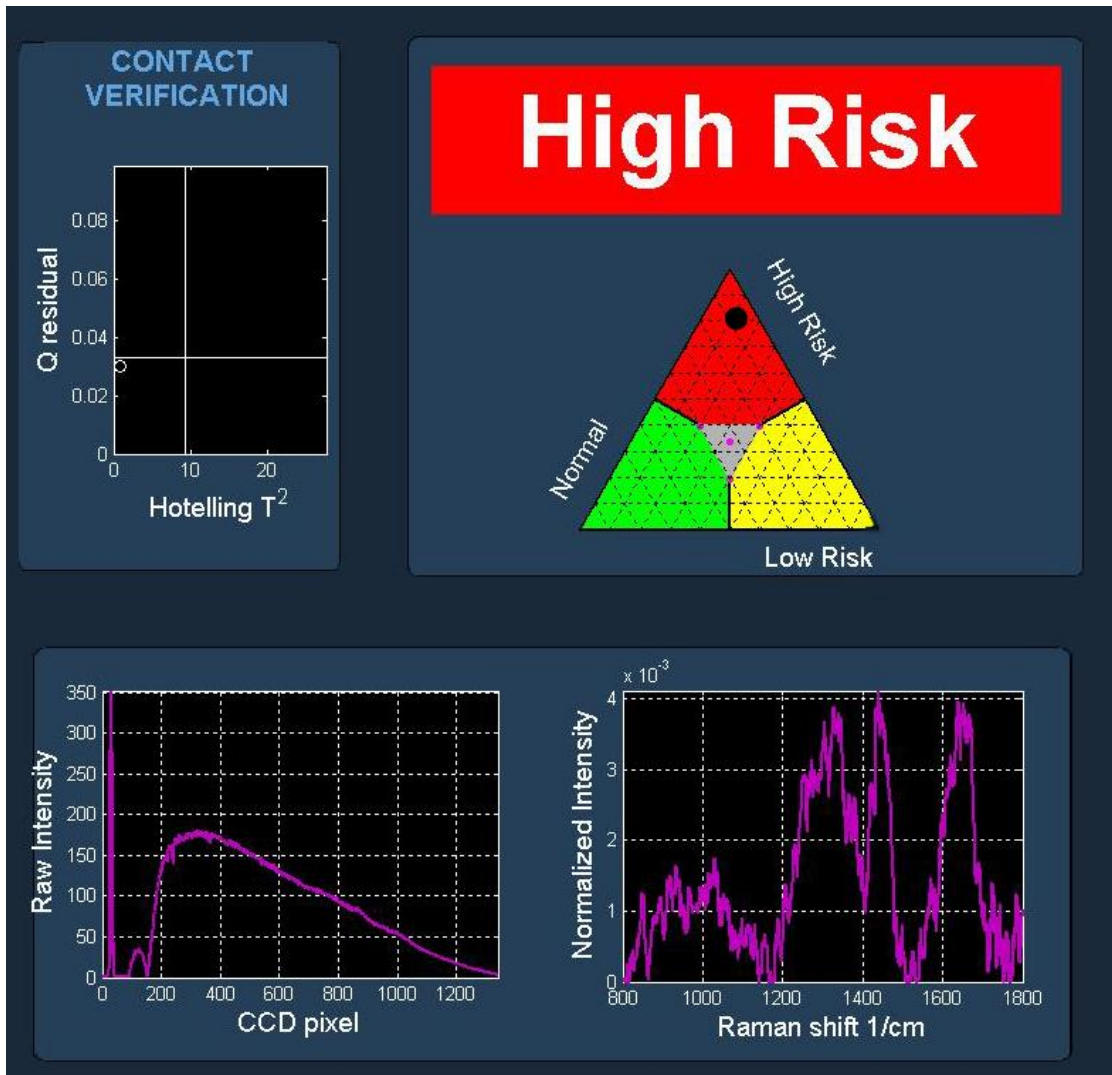 CONTACT
VERIFICATION
0.08
0.06
0.04
0.02
0
Q residual
0 10 20
Hotelling T²
High Risk
High Risk
Normal
Low Risk
350
300
250
200
150
100
50
0
Raw Intensity
0 200 400 600 800 1000 1200
CCD pixel
x 10⁻³
4
3
2
1
0
Normalized Intensity
800 1000 1200 1400 1600 1800
Raman shift 1/cm